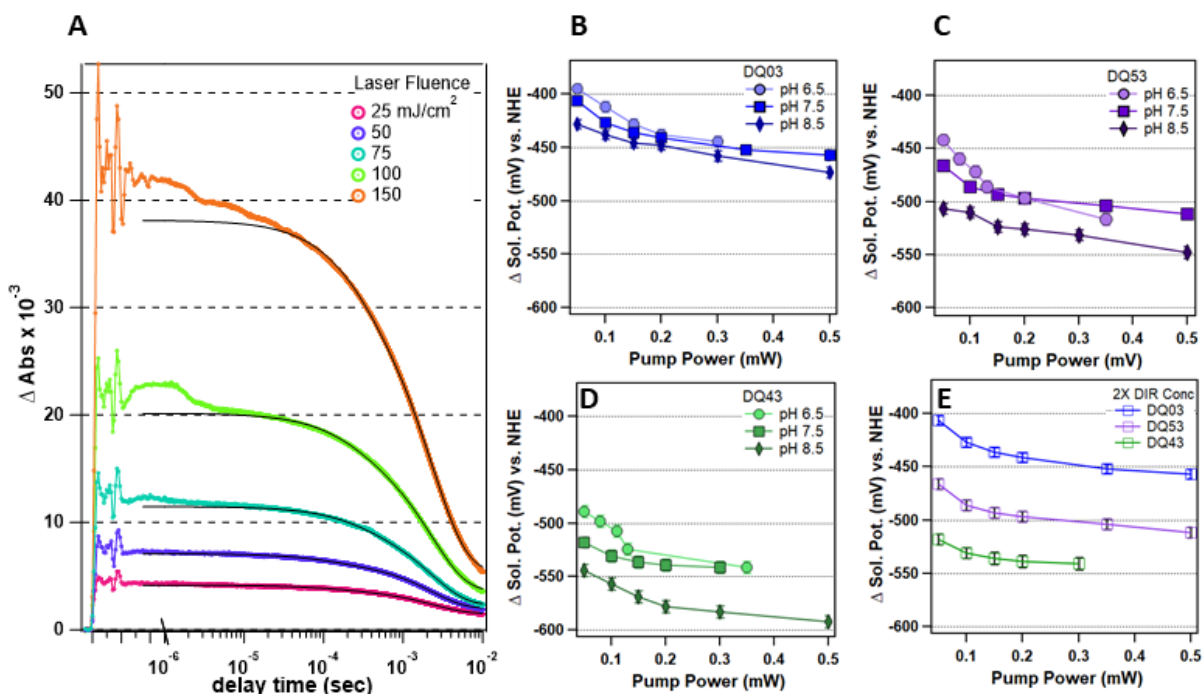 A
Δ Abs x 10⁻³
50
40
30
20
10
0
Laser Fluence
25 mJ/cm²
50
75
100
150
10⁻⁶
10⁻⁵
10⁻⁴
10⁻³
10⁻²
delay time (sec)
B
Δ Sol. Pot. (mV) vs. NHE
-400
-450
-500
-550
-600
DQ03
pH 6.5
pH 7.5
pH 8.5
0.1 0.2 0.3 0.4 0.5
Pump Power (mW)
C
Δ Sol. Pot. (mV) vs. NHE
-400
-450
-500
-550
-600
DQ53
pH 6.5
pH 7.5
pH 8.5
0.1 0.2 0.3 0.4 0.5
Pump Power (mV)
D
Δ Sol. Pot. (mV) vs. NHE
-400
-450
-500
-550
-600
DQ43
pH 6.5
pH 7.5
pH 8.5
0.1 0.2 0.3 0.4 0.5
Pump Power (mW)
E
Δ Sol. Pot. (mV) vs. NHE
-400
-450
-500
-550
-600
2X DIR Conc
DQ03
DQ53
DQ43
0.1 0.2 0.3 0.4 0.5
Pump Power (mW)